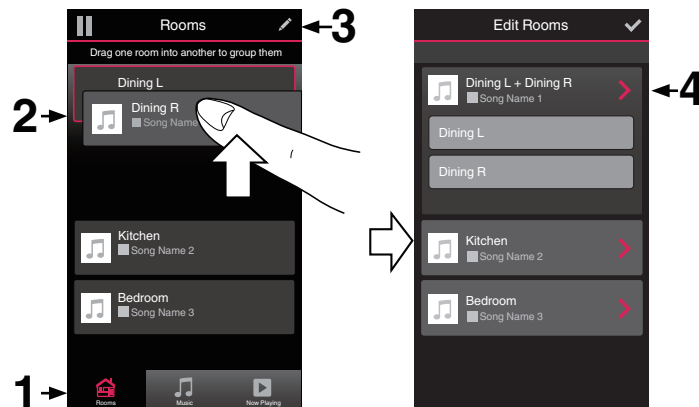 Rooms
3
Drag one room into another to group them
2
Dining L
Dining R
Song Name
Kitchen
Song Name 2
Bedroom
Song Name 3
1
Rooms
Music
Now Playing
Edit Rooms
4
Dining L + Dining R
Song Name 1
Dining L
Dining R
Kitchen
Song Name 2
Bedroom
Song Name 3